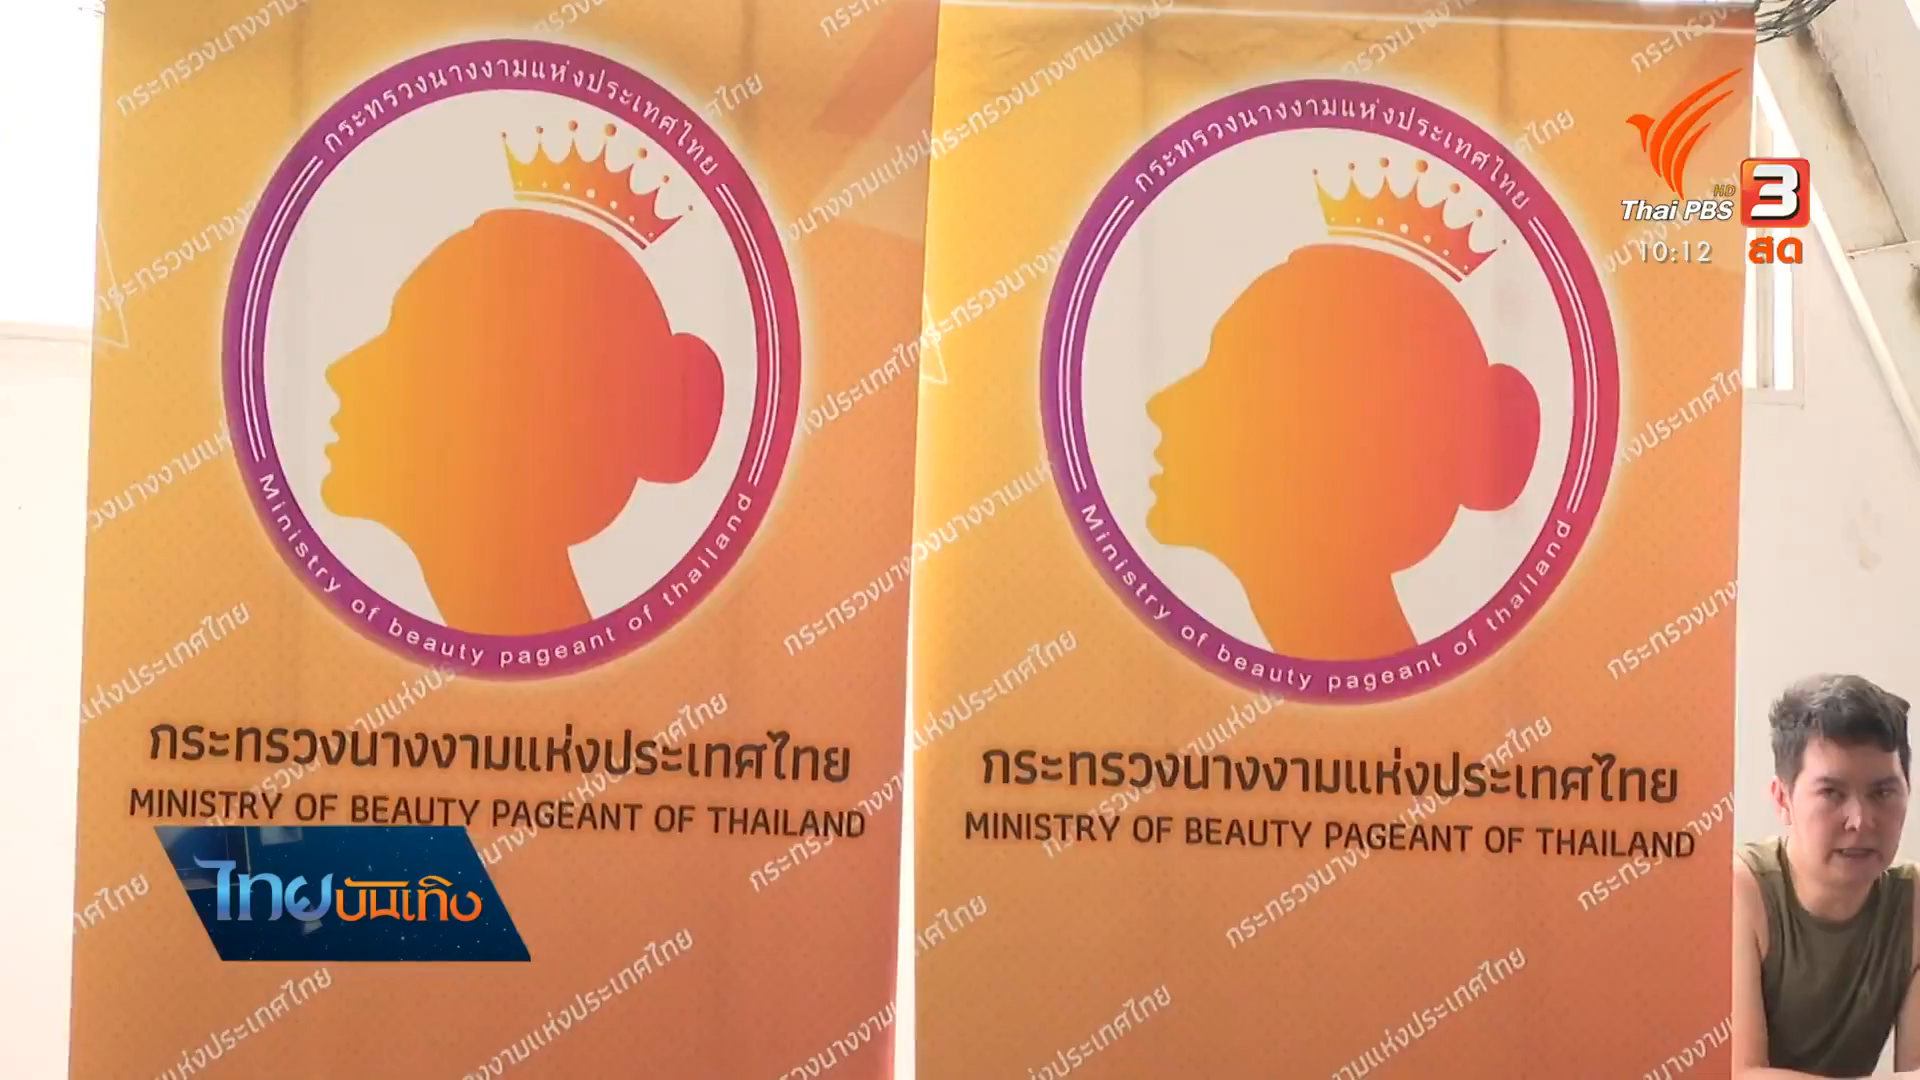 กระทรวงนางงามแห่งประเทศไทย
Ministry of beauty pageant of thailand
กระทรวงนางงามแห่งประเทศไทย
MINISTRY OF BEAUTY PAGEANT OF THAILAND
กระทรวงนางงามแห่งประเทศไทย
Ministry of beauty pageant of thailand
กระทรวงนางงามแห่งประเทศไทย
MINISTRY OF BEAUTY PAGEANT OF THAILAND
HD
Thai PBS 3
10:12 สด
ไทยบันเทิง